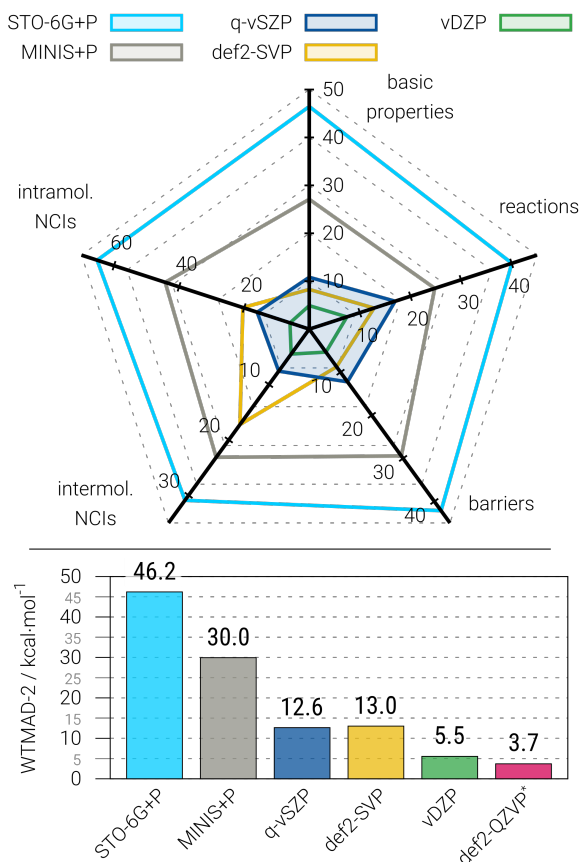 STO-6G+P q-vSZP vDZP
MINIS+P def2-SVP
50 basic
properties
40
intramol.
NCIs
30
reactions
60
40
20
20
10
40
30
20
10
10
10
20
20
30
30
40
intermol.
NCIs
barriers
WTMAD-2 / kcal·mol⁻¹
50
45
40
35
30
25
20
15
10
5
0
46.2
30.0
12.6
13.0
5.5
3.7
STO-6G+P
MINIS+P
q-vSZP
def2-SVP
vDZP
def2-QZVP*